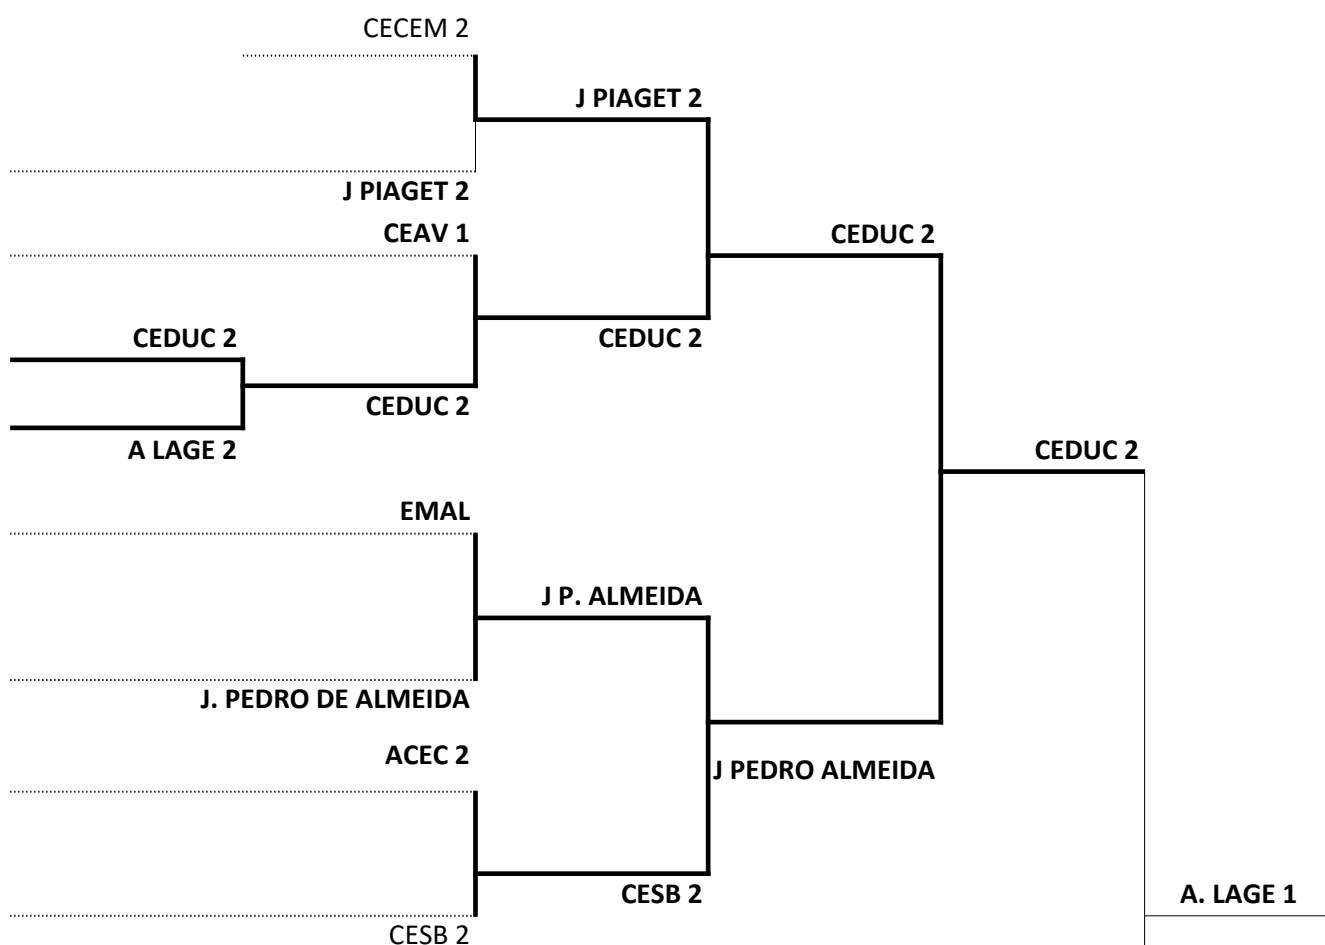 CECEM 2
J PIAGET 2
J PIAGET 2
CEAV 1
CEDUC 2
CEDUC 2
CEDUC 2
CEDUC 2
A LAGE 2
CEDUC 2
EMAL
J P. ALMEIDA
J. PEDRO DE ALMEIDA
ACEC 2
J PEDRO ALMEIDA
CESB 2
A. LAGE 1
CESB 2